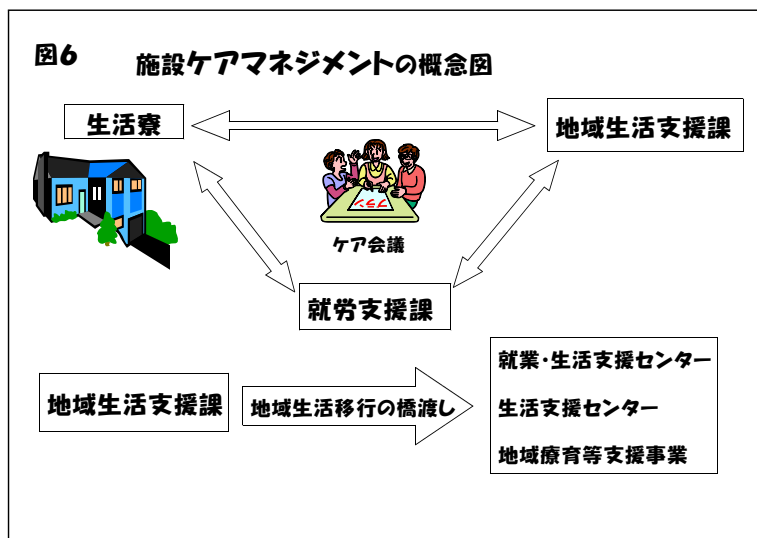 図6
施設ケアマネジメントの概念図
生活寮
地域生活支援課
プラン
ケア会議
就労支援課
就業・生活支援センター
地域生活支援課
地域生活移行の橋渡し
生活支援センター
地域療育等支援事業